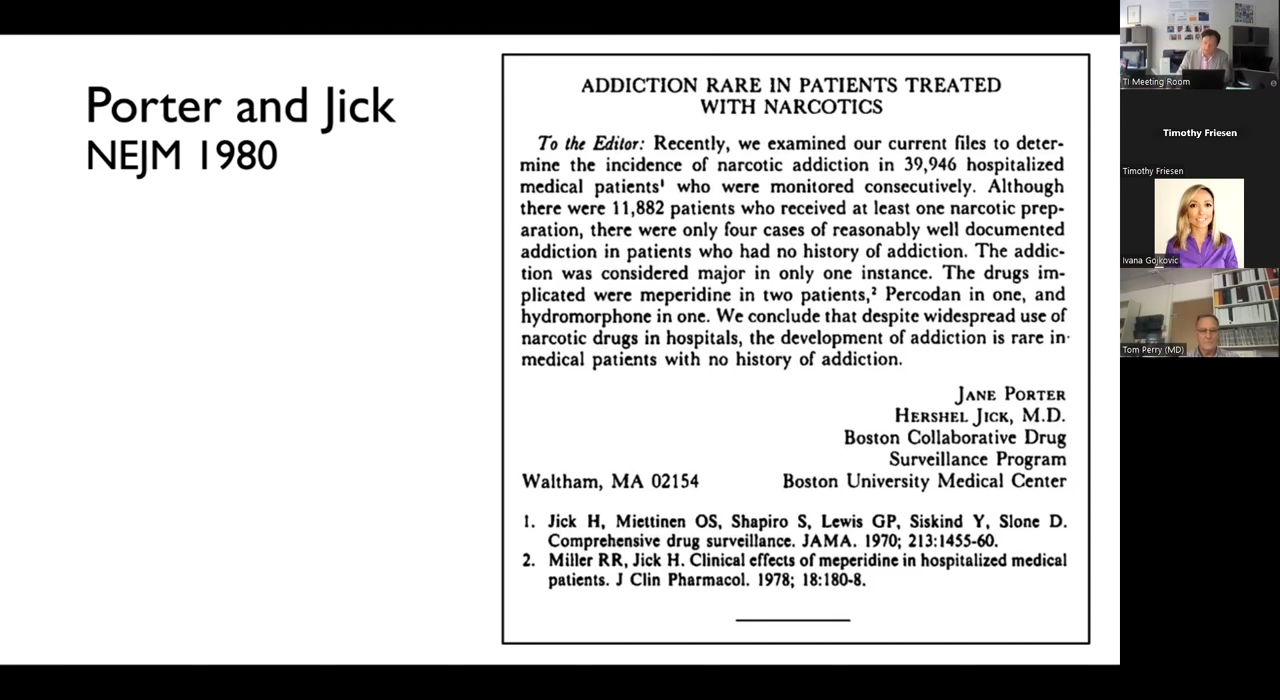 Porter and Jick
NEJM 1980
ADDICTION RARE IN PATIENTS TREATED
WITH NARCOTICS
To the Editor: Recently, we examined our current files to deter-
mine the incidence of narcotic addiction in 39,946 hospitalized
medical patients¹ who were monitored consecutively. Although
there were 11,882 patients who received at least one narcotic prep-
aration, there were only four cases of reasonably well documented
addiction in patients who had no history of addiction. The addic-
tion was considered major in only one instance. The drugs im-
plicated were meperidine in two patients,² Percodan in one, and
hydromorphone in one. We conclude that despite widespread use of
narcotic drugs in hospitals, the development of addiction is rare in
medical patients with no history of addiction.
JANE PORTER
HERSHEL JICK, M.D.
Boston Collaborative Drug
Surveillance Program
Waltham, MA 02154 Boston University Medical Center
1. Jick H, Miettinen OS, Shapiro S, Lewis GP, Siskind Y, Slone D.
Comprehensive drug surveillance. JAMA. 1970; 213:1455-60.
2. Miller RR, Jick H. Clinical effects of meperidine in hospitalized medical
patients. J Clin Pharmacol. 1978; 18:180-8.
TI Meeting Room
Timothy Friesen
Timothy Friesen
Ivana Gojkovic
Tom Perry (MD)